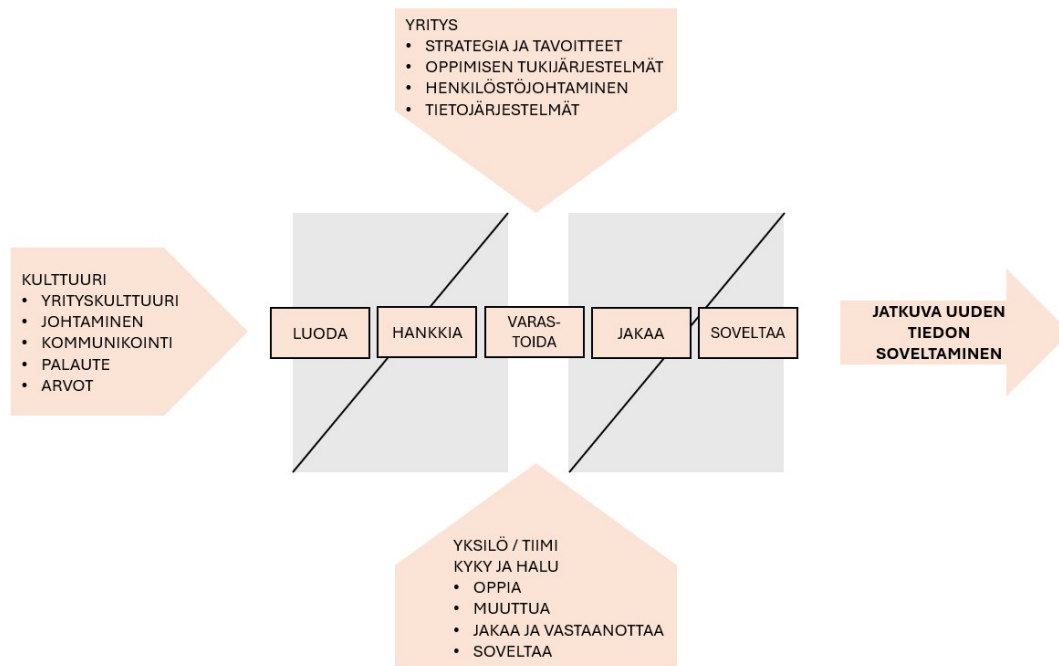 YRITYS
• STRATEGIA JA TAVOITTEET
• OPPIMISEN TUKIJÄRJESTELMÄT
• HENKILÖSTÖJOHTAMINEN
• TIETOJÄRJESTELMÄT
KULTTUURI
• YRITYSKULTTUURI
• JOHTAMINEN
• KOMMUNIKOINTI
• PALAUTE
• ARVOT
LUODA
HANKKIA
VARAS-
TOIDA
JAKAA
SOVELTAA
JATKUVA UUDEN
TIEDON
SOVELTAMINEN
YKSILÖ / TIIMI
KYKY JA HALU
• OPPIA
• MUUTTUA
• JAKAA JA VASTAANOTTAA
• SOVELTAA